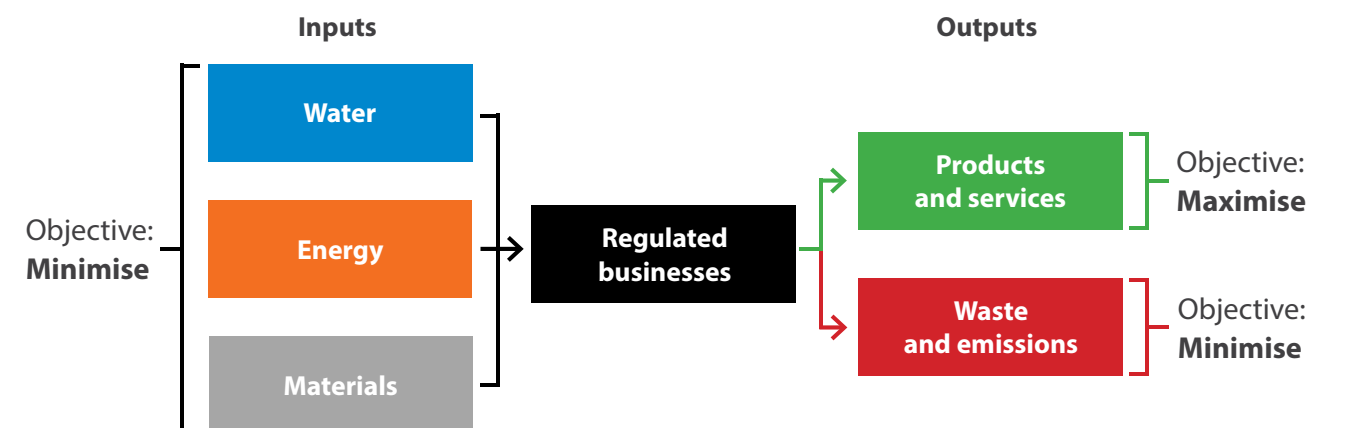 Inputs
Outputs
Water
Energy
Materials
Objective:
Minimise
Regulated
businesses
Products
and services
Objective:
Maximise
Waste
and emissions
Objective:
Minimise